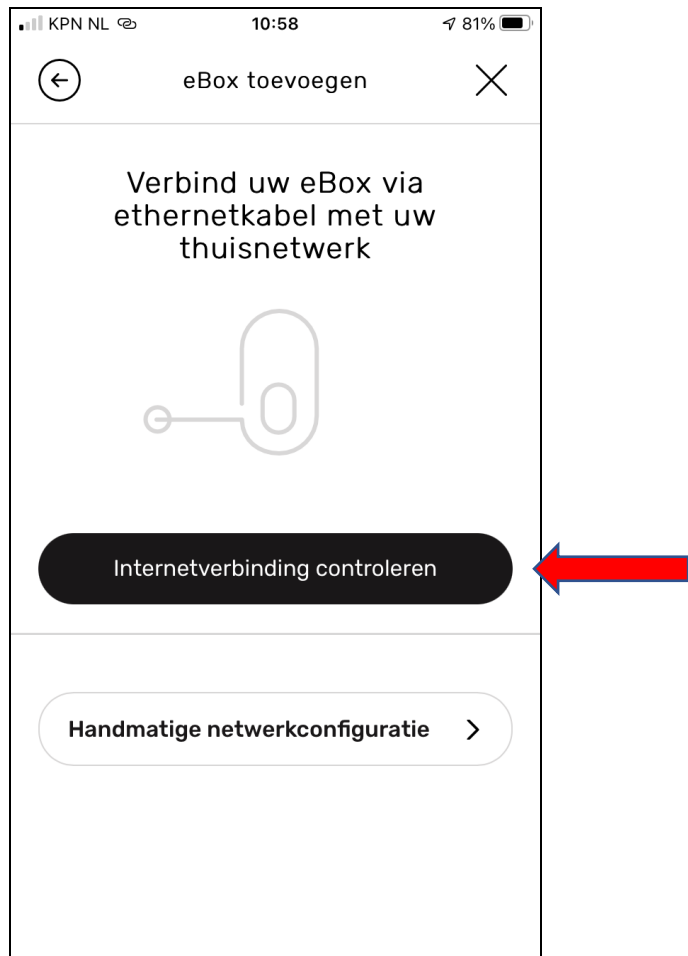 KPN NL 10:58 81%
eBox toevoegen
Verbind uw eBox via
ethernetkabel met uw
thuisnetwerk
Internetverbinding controleren
Handmatige netwerkconfiguratie